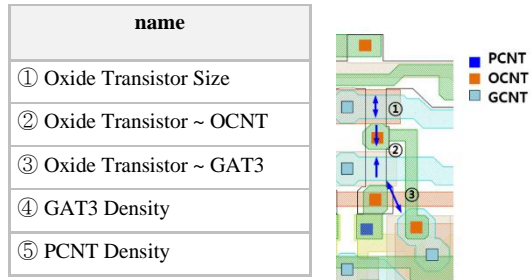 name
① Oxide Transistor Size
② Oxide Transistor ~ OCNT
③ Oxide Transistor ~ GAT3
④ GAT3 Density
⑤ PCNT Density
PCNT
OCNT
GCNT
①
②
③